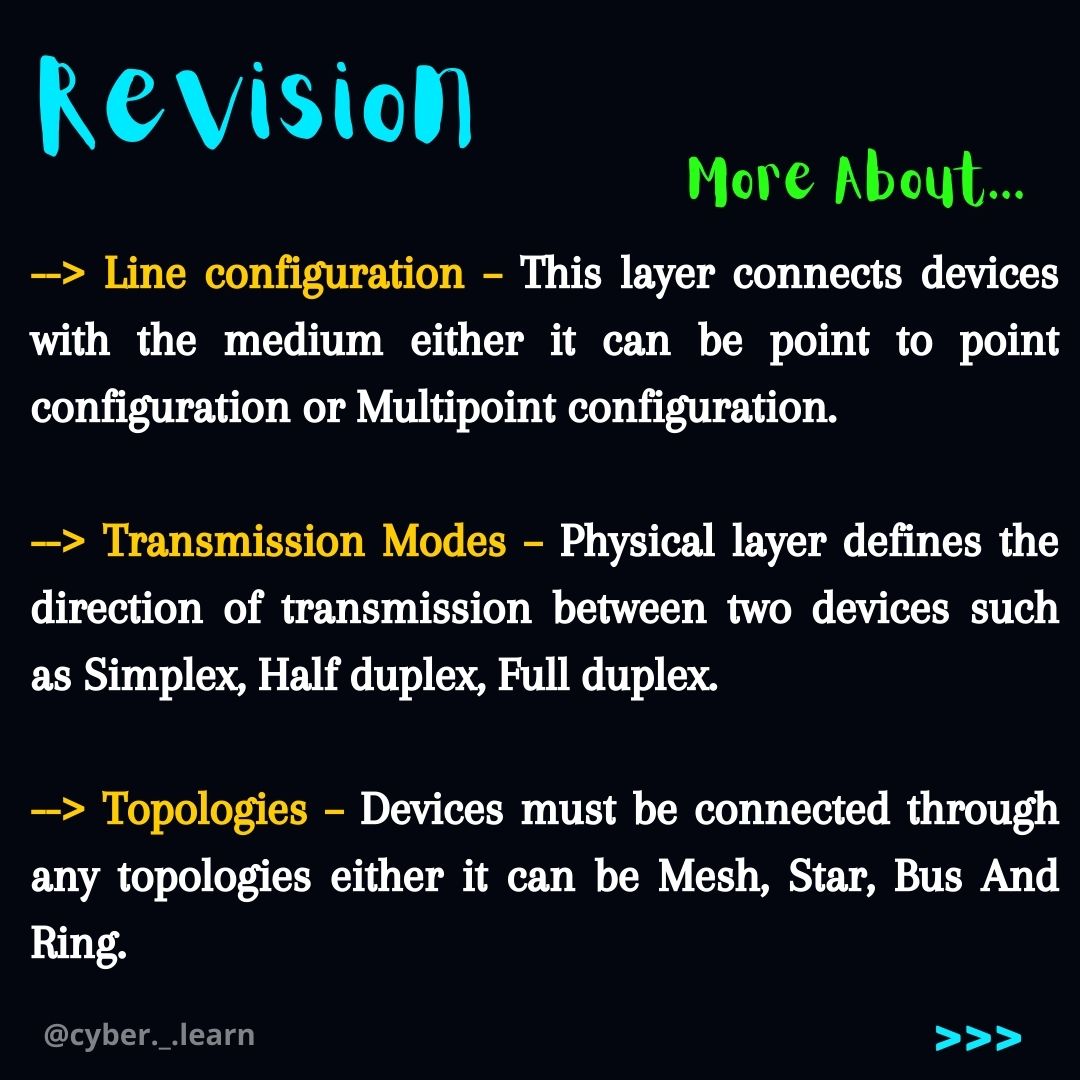 Revision
More About...
--> Line configuration – This layer connects devices
with the medium either it can be point to point
configuration or Multipoint configuration.
--> Transmission Modes – Physical layer defines the
direction of transmission between two devices such
as Simplex, Half duplex, Full duplex.
--> Topologies – Devices must be connected through
any topologies either it can be Mesh, Star, Bus And
Ring.
@cyber._.learn
>>>